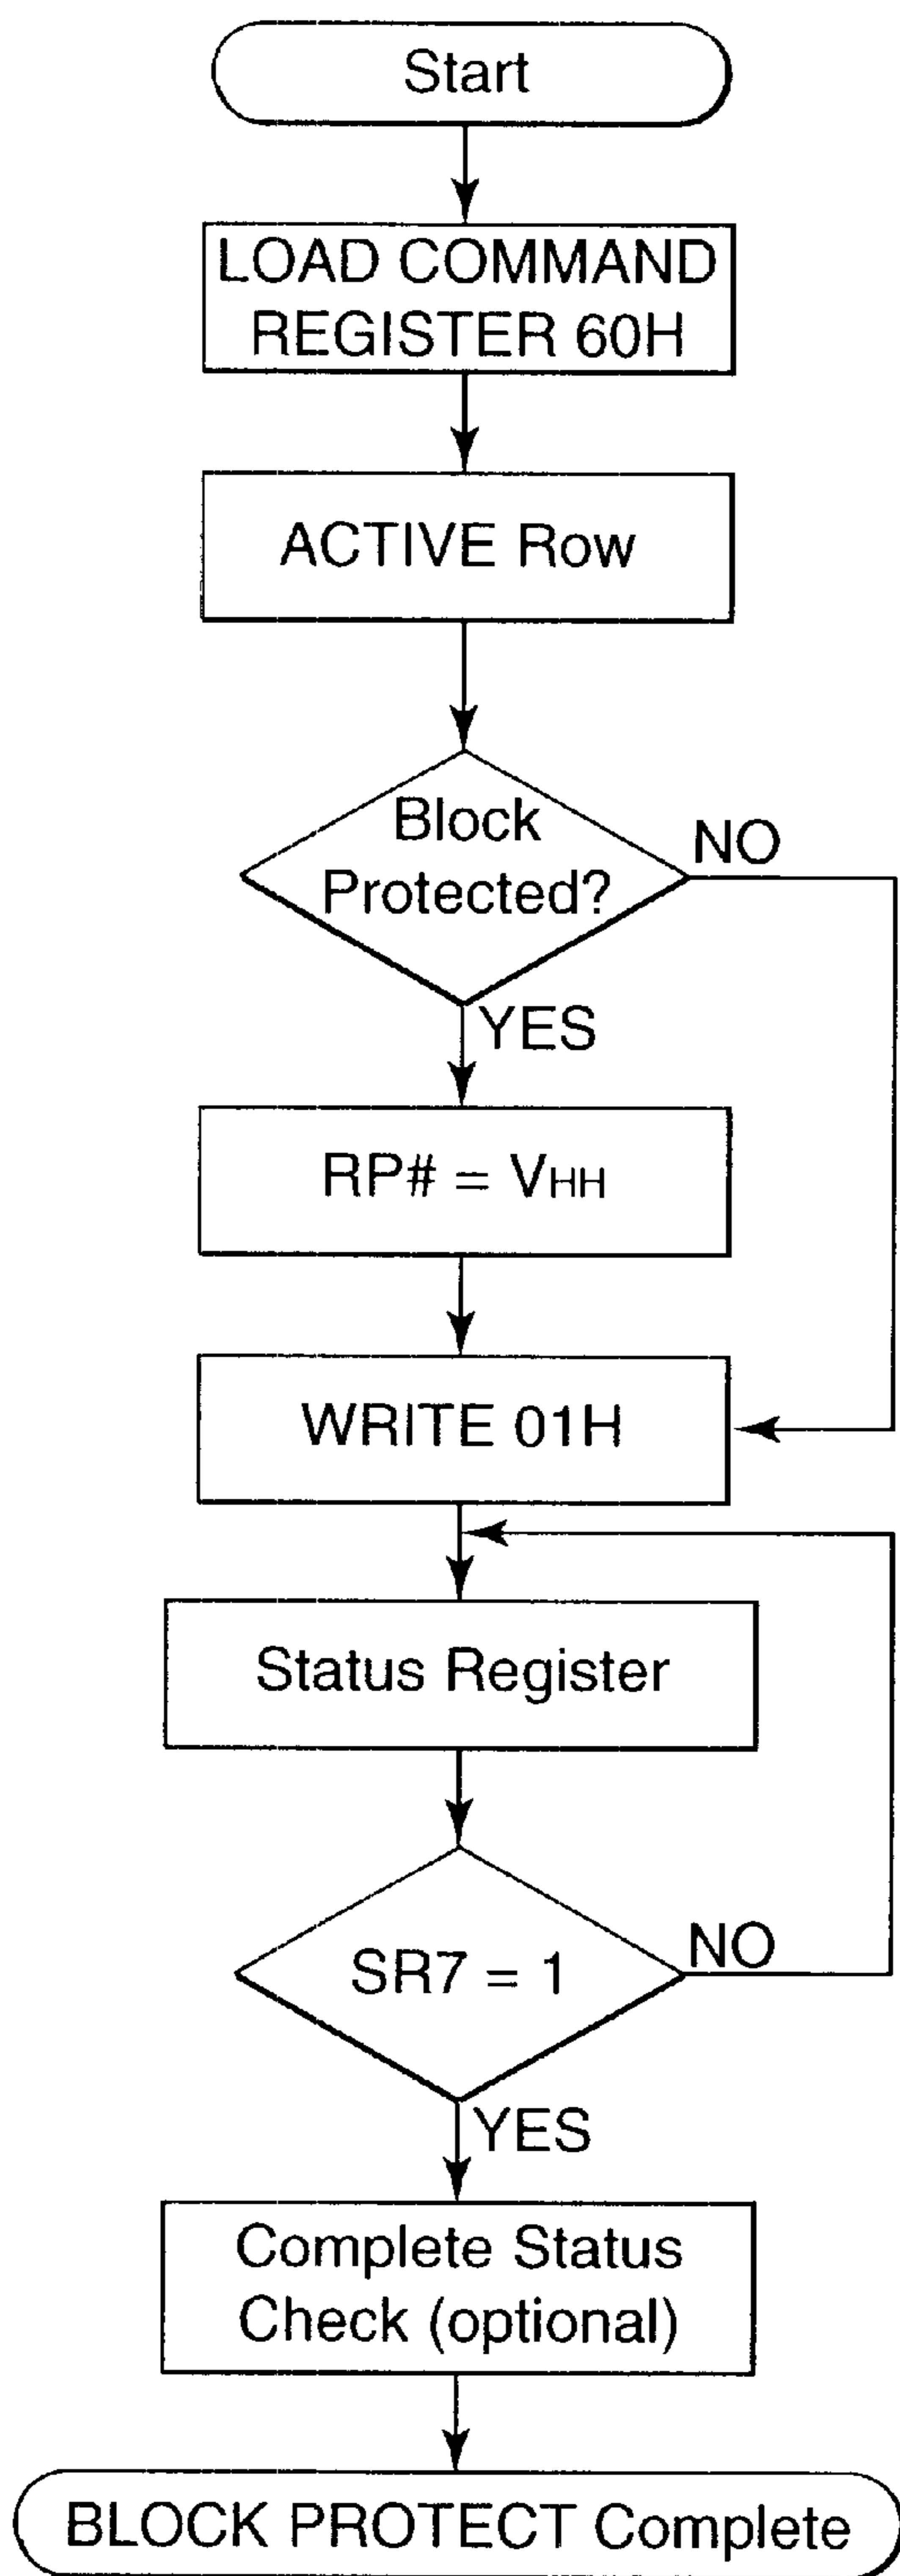 Start
LOAD COMMAND
REGISTER 60H
ACTIVE Row
Block
Protected?
NO
YES
RP# = VHH
WRITE 01H
Status Register
SR7 = 1
NO
YES
Complete Status
Check (optional)
BLOCK PROTECT Complete